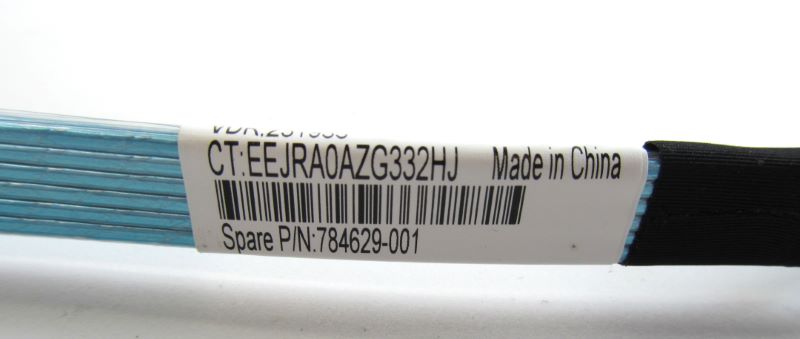 CT:EEJRA0AZG332HJ Made in China
Spare P/N:784629-001